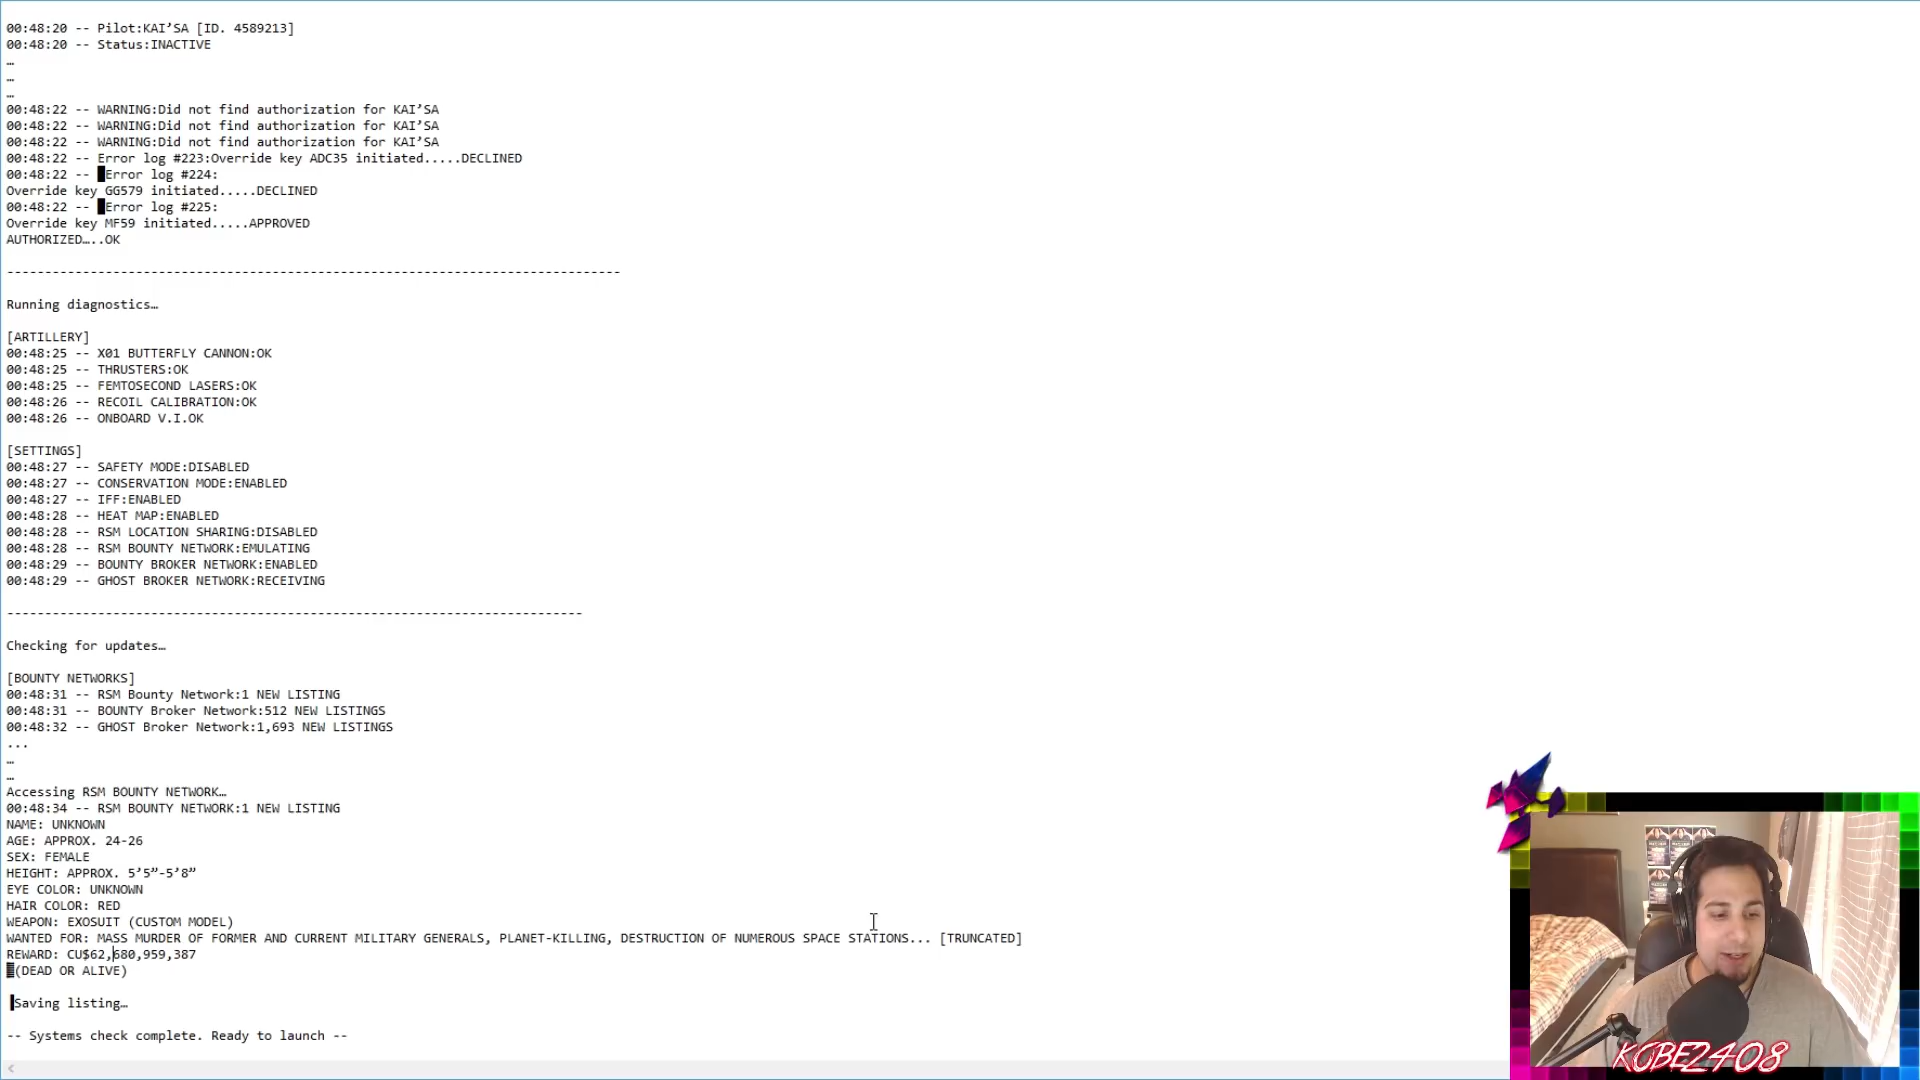 00:48:20 -- Pilot:KAI’SA [ID. 4589213]
00:48:20 -- Status:INACTIVE
…
…
…
00:48:22 -- WARNING:Did not find authorization for KAI’SA
00:48:22 -- WARNING:Did not find authorization for KAI’SA
00:48:22 -- WARNING:Did not find authorization for KAI’SA
00:48:22 -- Error log #223:Override key ADC35 initiated.....DECLINED
00:48:22 -- █Error log #224:
Override key GG579 initiated.....DECLINED
00:48:22 -- █Error log #225:
Override key MF59 initiated.....APPROVED
AUTHORIZED…..OK
---------------------------------------------------------------------------------
Running diagnostics…
[ARTILLERY]
00:48:25 -- X01 BUTTERFLY CANNON:OK
00:48:25 -- THRUSTERS:OK
00:48:25 -- FEMTOSECOND LASERS:OK
00:48:26 -- RECOIL CALIBRATION:OK
00:48:26 -- ONBOARD V.I.OK
[SETTINGS]
00:48:27 -- SAFETY MODE:DISABLED
00:48:27 -- CONSERVATION MODE:ENABLED
00:48:27 -- IFF:ENABLED
00:48:28 -- HEAT MAP:ENABLED
00:48:28 -- RSM LOCATION SHARING:DISABLED
00:48:28 -- RSM BOUNTY NETWORK:EMULATING
00:48:29 -- BOUNTY BROKER NETWORK:ENABLED
00:48:29 -- GHOST BROKER NETWORK:RECEIVING
----------------------------------------------------------------------------
Checking for updates…
[BOUNTY NETWORKS]
00:48:31 -- RSM Bounty Network:1 NEW LISTING
00:48:31 -- BOUNTY Broker Network:512 NEW LISTINGS
00:48:32 -- GHOST Broker Network:1,693 NEW LISTINGS
...
…
…
Accessing RSM BOUNTY NETWORK…
00:48:34 -- RSM BOUNTY NETWORK:1 NEW LISTING
NAME: UNKNOWN
AGE: APPROX. 24-26
SEX: FEMALE
HEIGHT: APPROX. 5’5”-5’8”
EYE COLOR: UNKNOWN
HAIR COLOR: RED
WEAPON: EXOSUIT (CUSTOM MODEL)
WANTED FOR: MASS MURDER OF FORMER AND CURRENT MILITARY GENERALS, PLANET-KILLING, DESTRUCTION OF NUMEROUS SPACE STATIONS... [TRUNCATED]
REWARD: CU$62,680,959,387
█(DEAD OR ALIVE)
▐Saving listing…
-- Systems check complete. Ready to launch --
KOBE2408